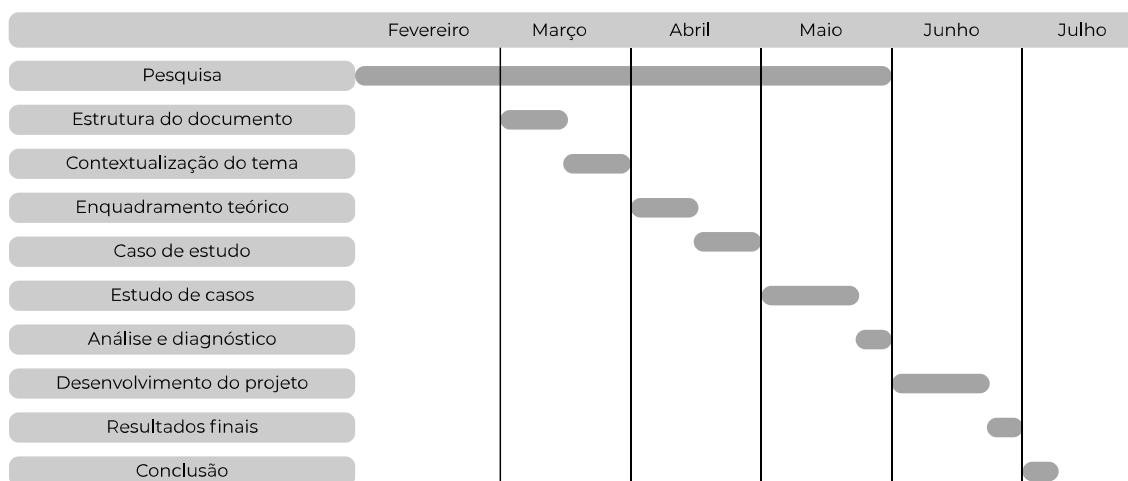 Fevereiro Março Abril Maio Junho Julho
Pesquisa
Estrutura do documento
Contextualização do tema
Enquadramento teórico
Caso de estudo
Estudo de casos
Análise e diagnóstico
Desenvolvimento do projeto
Resultados finais
Conclusão